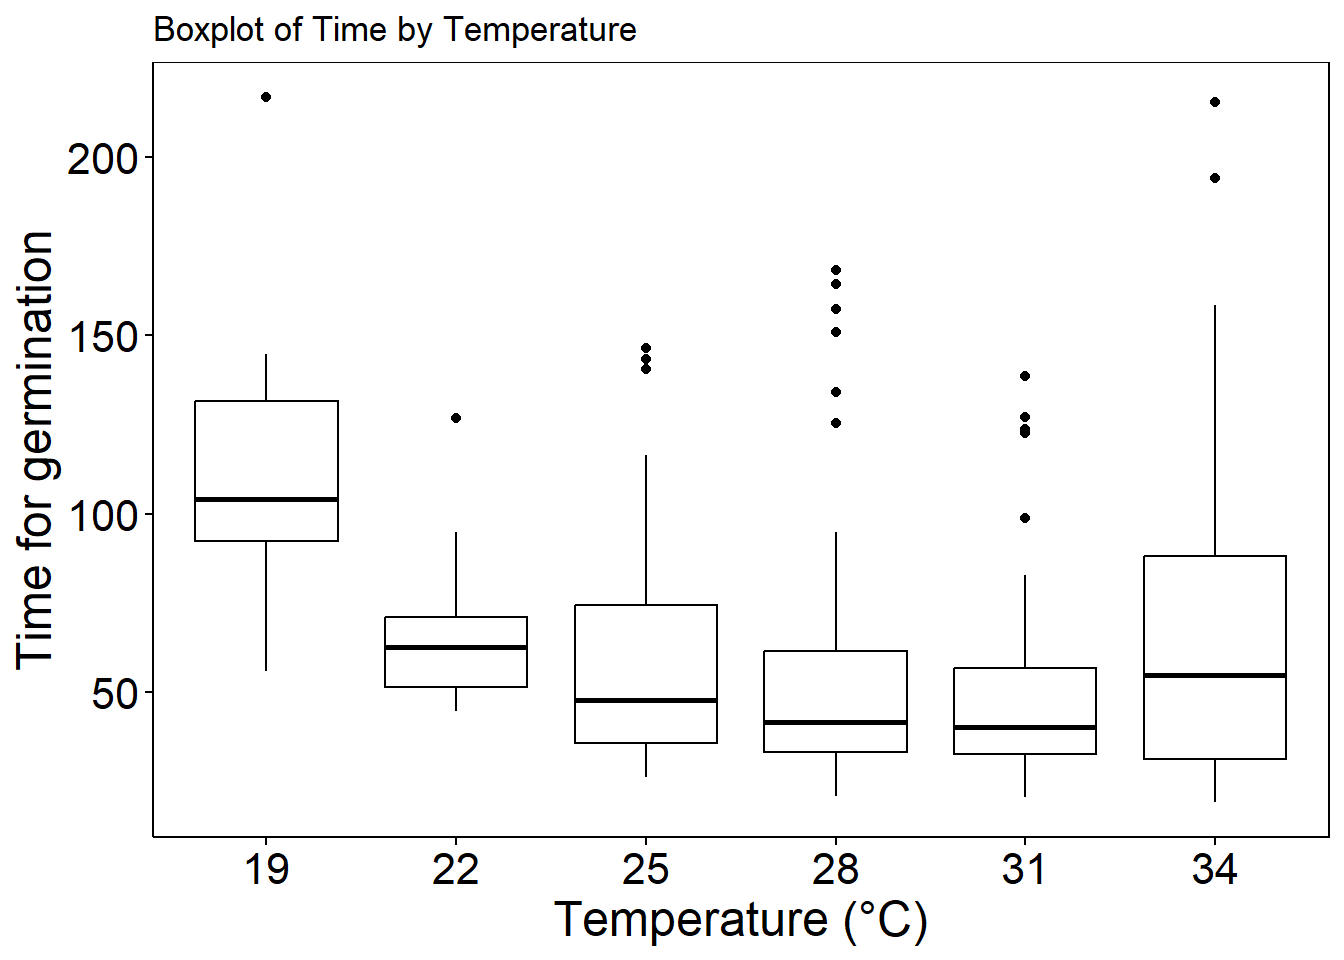 Boxplot of Time by Temperature
Time for germination
200
150
100
50
19 22 25 28 31 34
Temperature (°C)